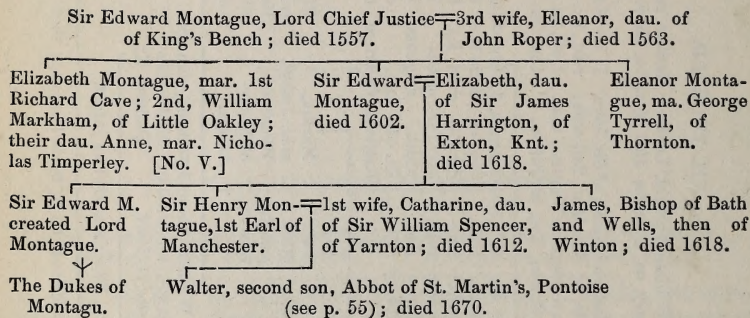 Sir Edward Montague, Lord Chief Justice
of King's Bench; died 1557.
3rd wife, Eleanor, dau. of
John Roper; died 1563.
Elizabeth Montague, mar. 1st
Richard Cave; 2nd, William
Markham, of Little Oakley;
their dau. Anne, mar. Nicho-
las Timperley. [No. V.]
Sir Edward
Montague,
died 1602.
Elizabeth, dau.
of Sir James
Harrington, of
Exton, Knt.;
died 1618.
Eleanor Monta-
gue, ma. George
Tyrrell, of
Thornton.
Sir Edward M.
created Lord
Montague.
Sir Henry Mon-
tague, 1st Earl of
Manchester.
1st wife, Catharine, dau.
of Sir William Spencer,
of Yarnton; died 1612.
James, Bishop of Bath
and Wells, then of
Winton; died 1618.
The Dukes of
Montagu.
Walter, second son, Abbot of St. Martin's, Pontoise
(see p. 55); died 1670.